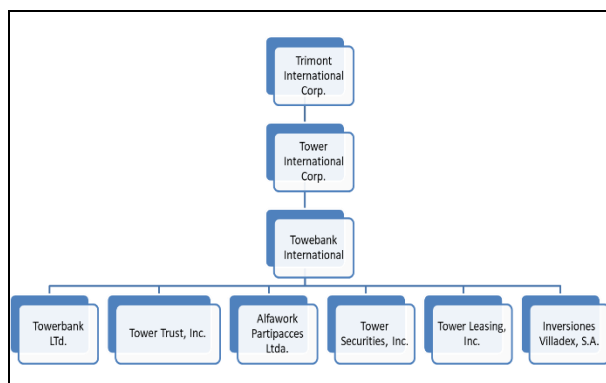 Trimont
International
Corp.
Tower
International
Corp.
Towebank
International
Towerbank
LTd.
Tower Trust, Inc.
Alfawork
Partipacces
Ltda.
Tower
Securities, Inc.
Tower Leasing,
Inc.
Inversiones
Villadex, S.A.